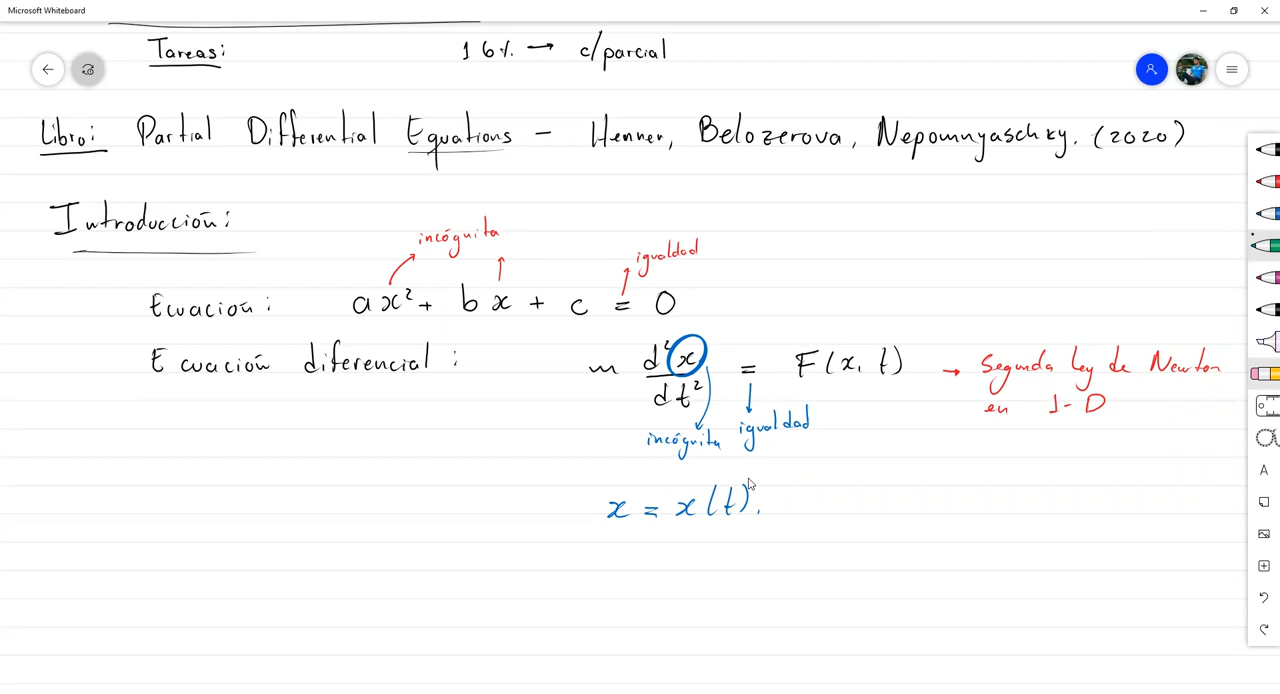 Microsoft Whiteboard
Tareas: 16% → c/parcial
Libro: Partial Differential Equations - Henner, Belozerova, Nepomnyaschky. (2020)
Introducción:
incógnita
igualdad
Ecuación: ax² + bx + c = 0
Ecuación diferencial: m d²x/dt² = F(x, t) → Segunda ley de Newton
en 1-D
incógnita igualdad
x = x(t).
A